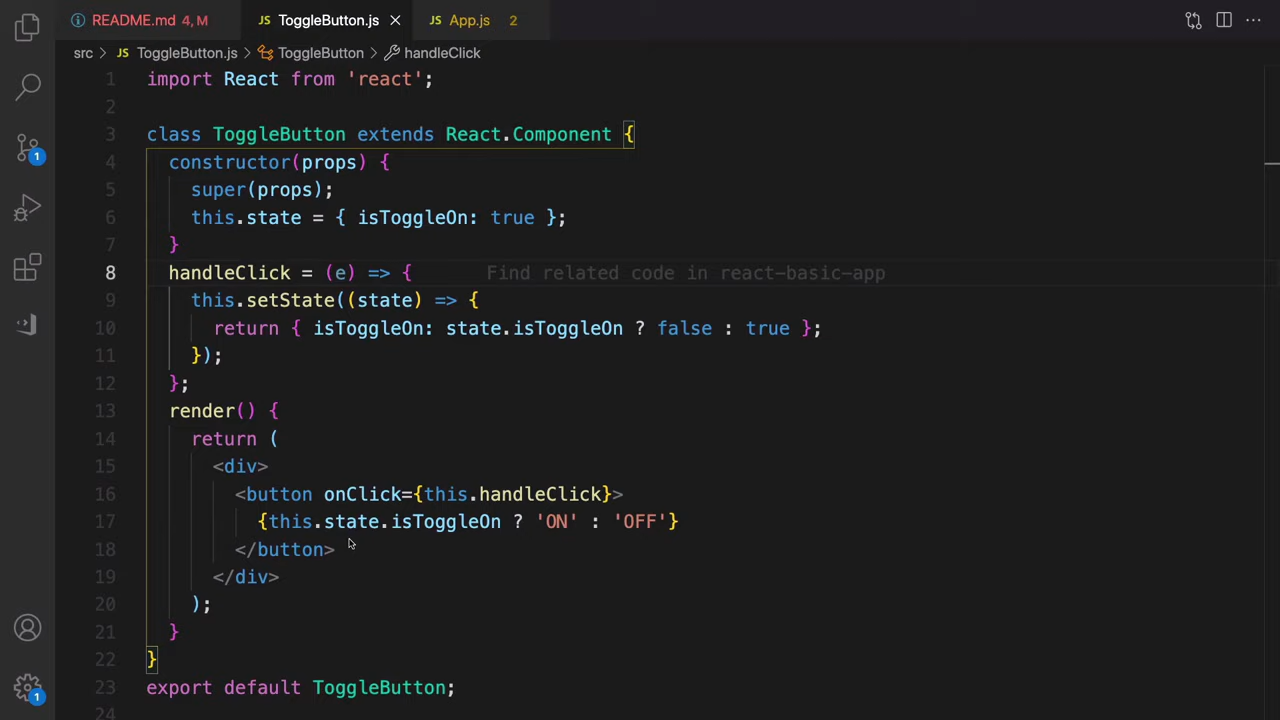 README.md 4, M
JS ToggleButton.js
JS App.js 2
src > JS ToggleButton.js > ToggleButton > handleClick
1 import React from 'react';
2
3 class ToggleButton extends React.Component {
4 constructor(props) {
5 super(props);
6 this.state = { isToggleOn: true };
7 }
8 handleClick = (e) => { Find related code in react-basic-app
9 this.setState((state) => {
10 return { isToggleOn: state.isToggleOn ? false : true };
11 });
12 };
13 render() {
14 return (
15 <div>
16 <button onClick={this.handleClick}>
17 {this.state.isToggleOn ? 'ON' : 'OFF'}
18 </button>
19 </div>
20 );
21 }
22 }
23 export default ToggleButton;
24
1
1